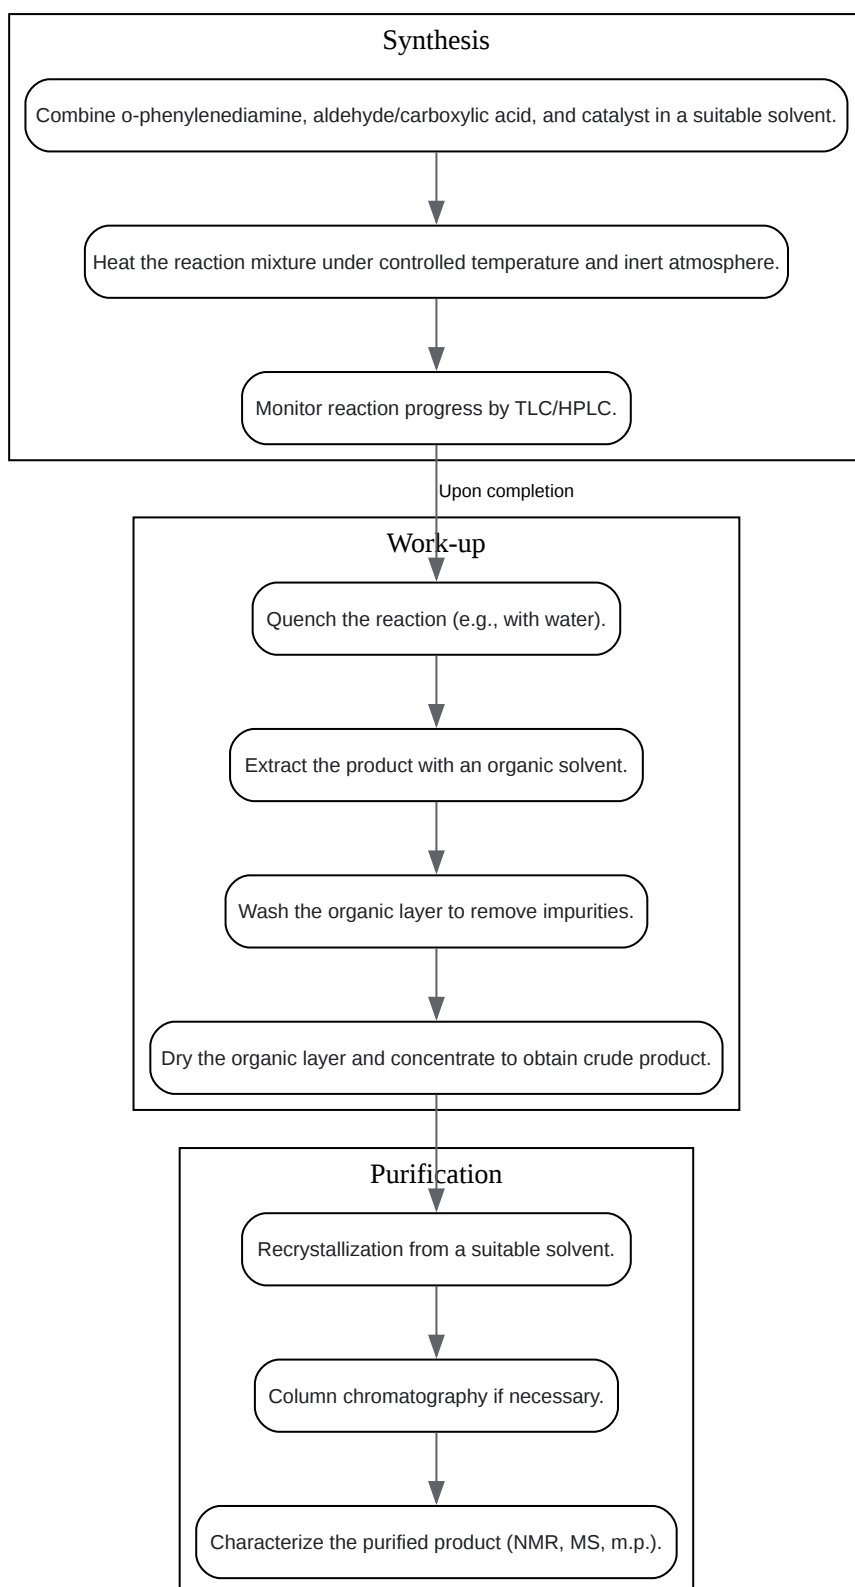 Synthesis
Combine o-phenylenediamine, aldehyde/carboxylic acid, and catalyst in a suitable solvent.
Heat the reaction mixture under controlled temperature and inert atmosphere.
Monitor reaction progress by TLC/HPLC.
Upon completion
Work-up
Quench the reaction (e.g., with water).
Extract the product with an organic solvent.
Wash the organic layer to remove impurities.
Dry the organic layer and concentrate to obtain crude product.
Purification
Recrystallization from a suitable solvent.
Column chromatography if necessary.
Characterize the purified product (NMR, MS, m.p.).